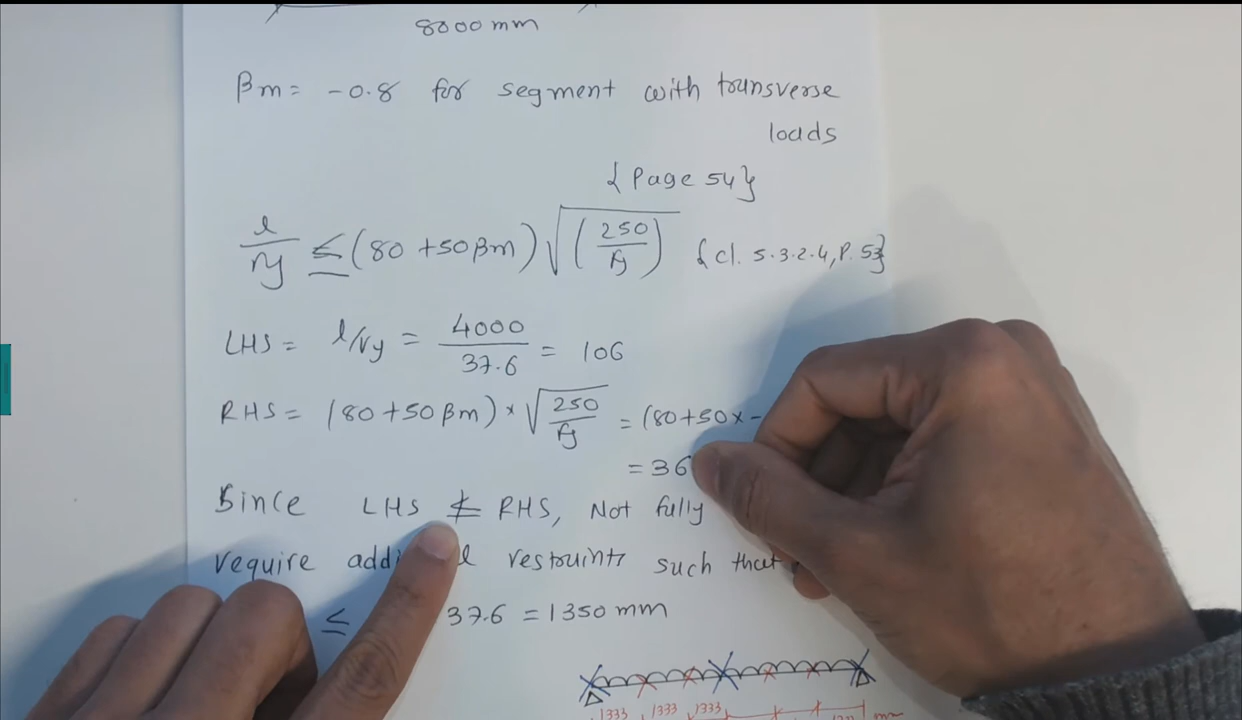 8000 mm
βm = -0.8 for segment with transverse
loads
{Page 54}
l/ry ≤ (80 + 50βm) √(250/fy) {cl. 5.3.2.4, P. 53}
LHS = l/ry = 4000/37.6 = 106
RHS = (80 + 50 βm) × √(250/fy) = (80+50x-
= 36
Since LHS ≰ RHS, Not fully
require restraints such that
≤ 37.6 = 1350 mm
1333 1333 1333